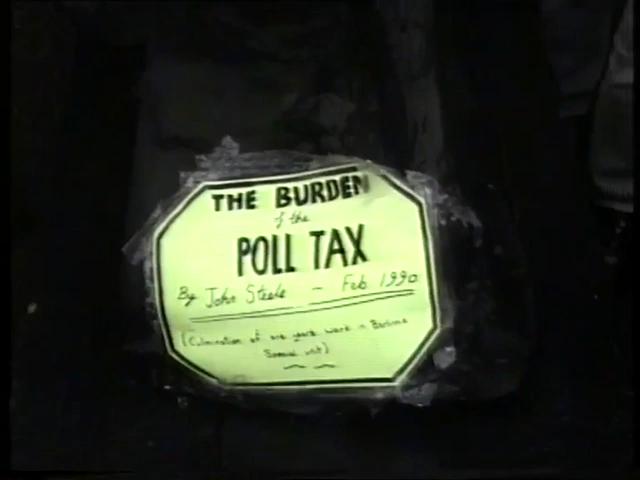 THE BURDEN
of the
POLL TAX
By John Steele - Feb 1990
(Culmination of one years work in Barlinnie
Special unit)